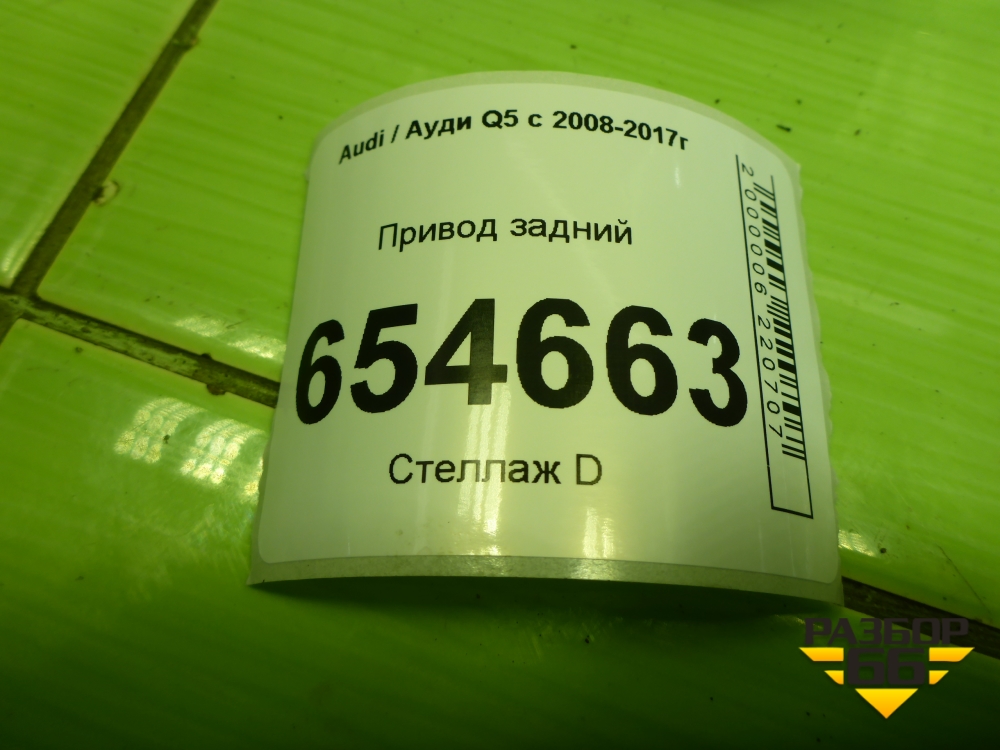 Audi / Ауди Q5 с 2008-2017г
Привод задний
654663
Стеллаж D
2000006220707
РАЗБОР
66